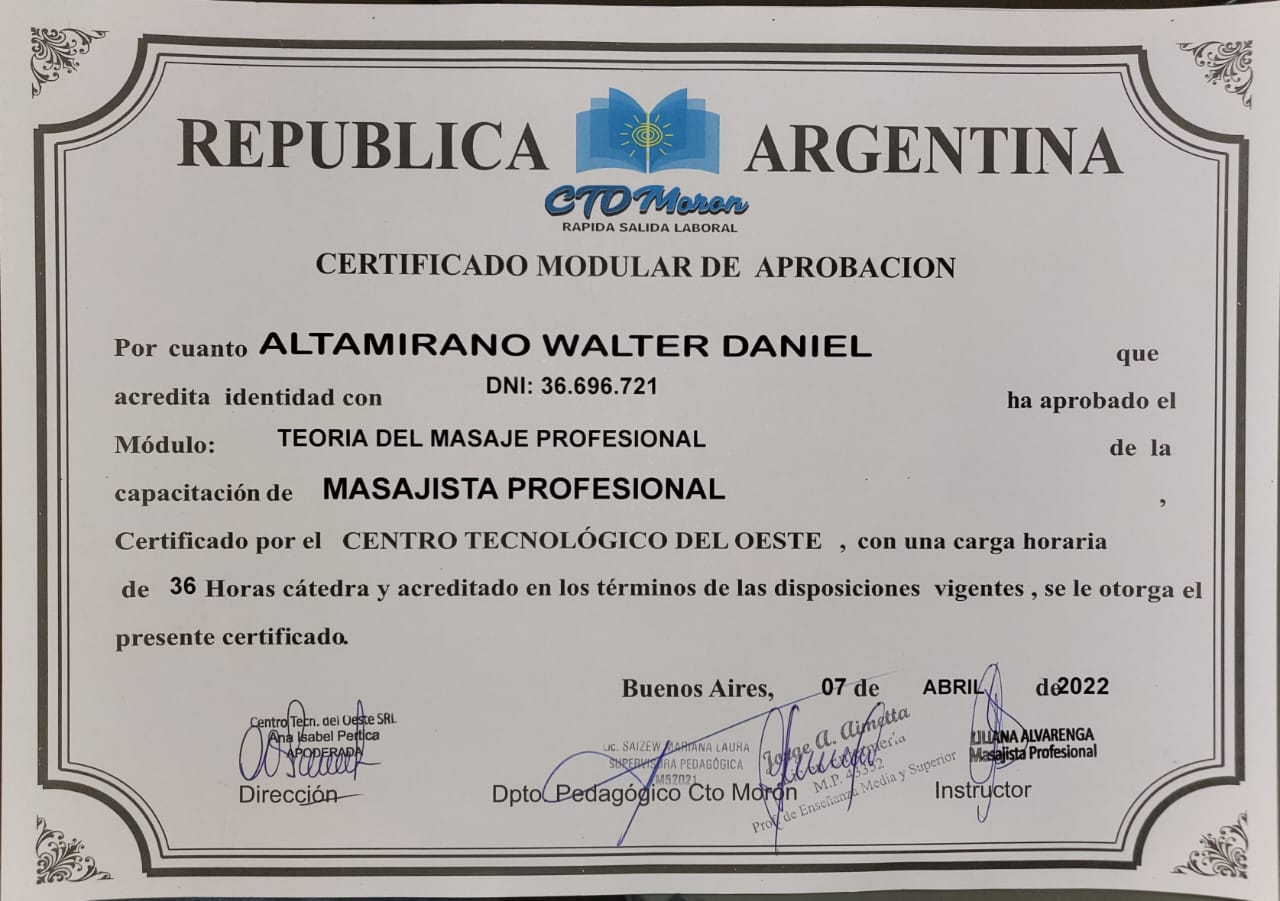 REPUBLICA ARGENTINA
CTO Moron
RAPIDA SALIDA LABORAL
CERTIFICADO MODULAR DE APROBACION
Por cuanto ALTAMIRANO WALTER DANIEL que
acredita identidad con DNI: 36.696.721 ha aprobado el
Módulo: TEORIA DEL MASAJE PROFESIONAL de la
capacitación de MASAJISTA PROFESIONAL ,
Certificado por el CENTRO TECNOLÓGICO DEL OESTE , con una carga horaria
de 36 Horas cátedra y acreditado en los términos de las disposiciones vigentes , se le otorga el
presente certificado.
Buenos Aires, 07 de ABRIL de 2022
Centro Tecn. del Oeste SRL
Ana Isabel Pertica
APODERADA
Dirección
LIC. SAIZEW MARIANA LAURA
SUPERVISORA PEDAGÓGICA
Dpto Pedagógico Cto Morón
Jorge A. Aimetta
M.P. 43352
Prof. de Enseñanza Media y Superior
LILIANA ALVARENGA
Masajista Profesional
Instructor